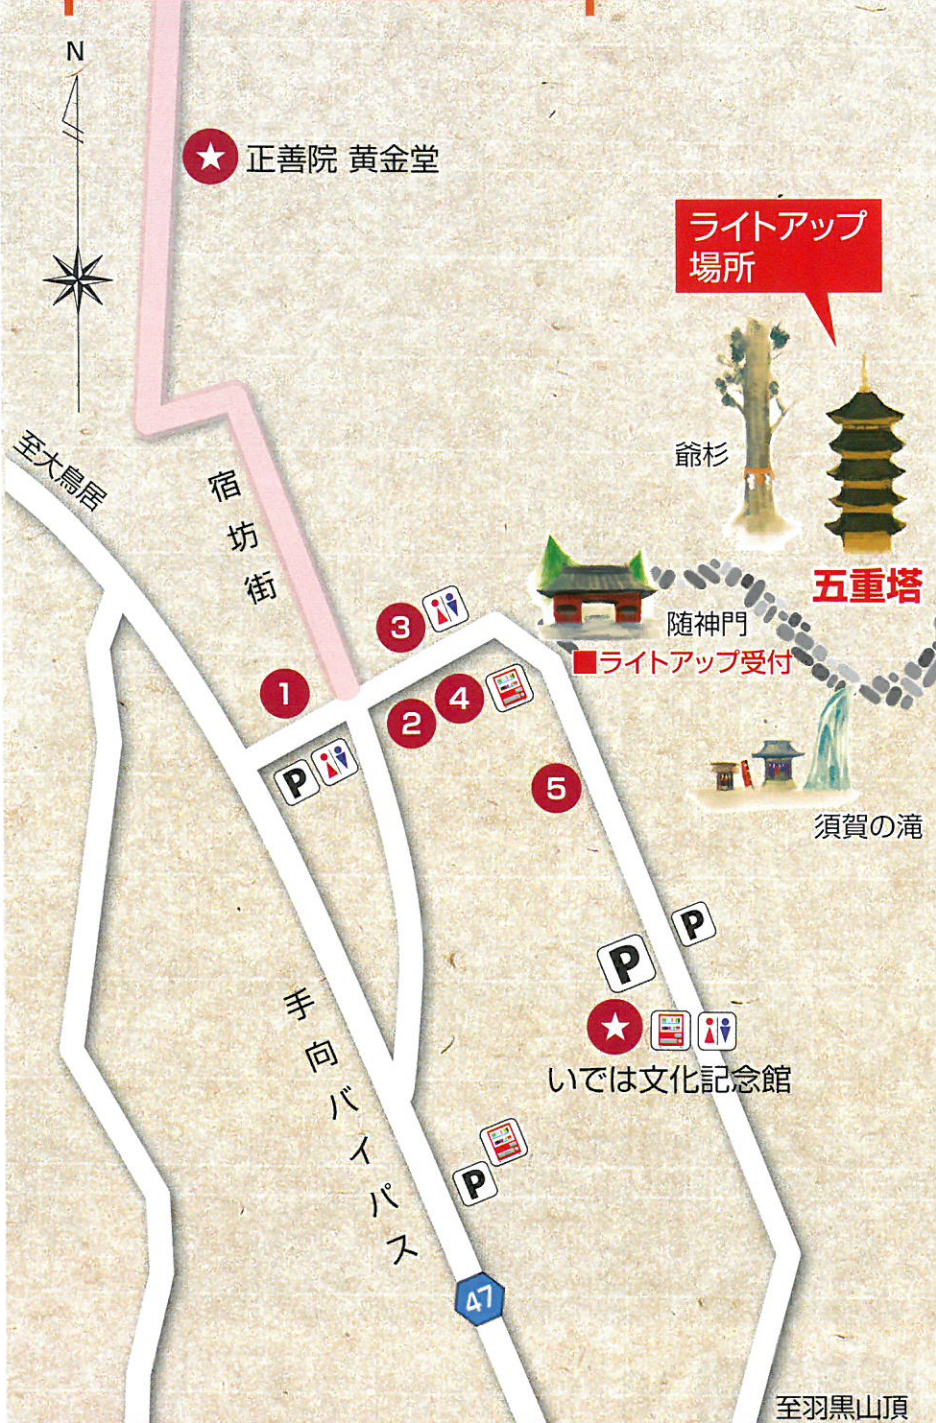 N
正善院 黄金堂
ライトアップ
場所
爺杉
至大鳥居
宿坊街
五重塔
随神門
■ライトアップ受付
3
1
2
4
P
5
須賀の滝
P
P
いでは文化記念館
手向バイパス
P
47
至羽黒山頂